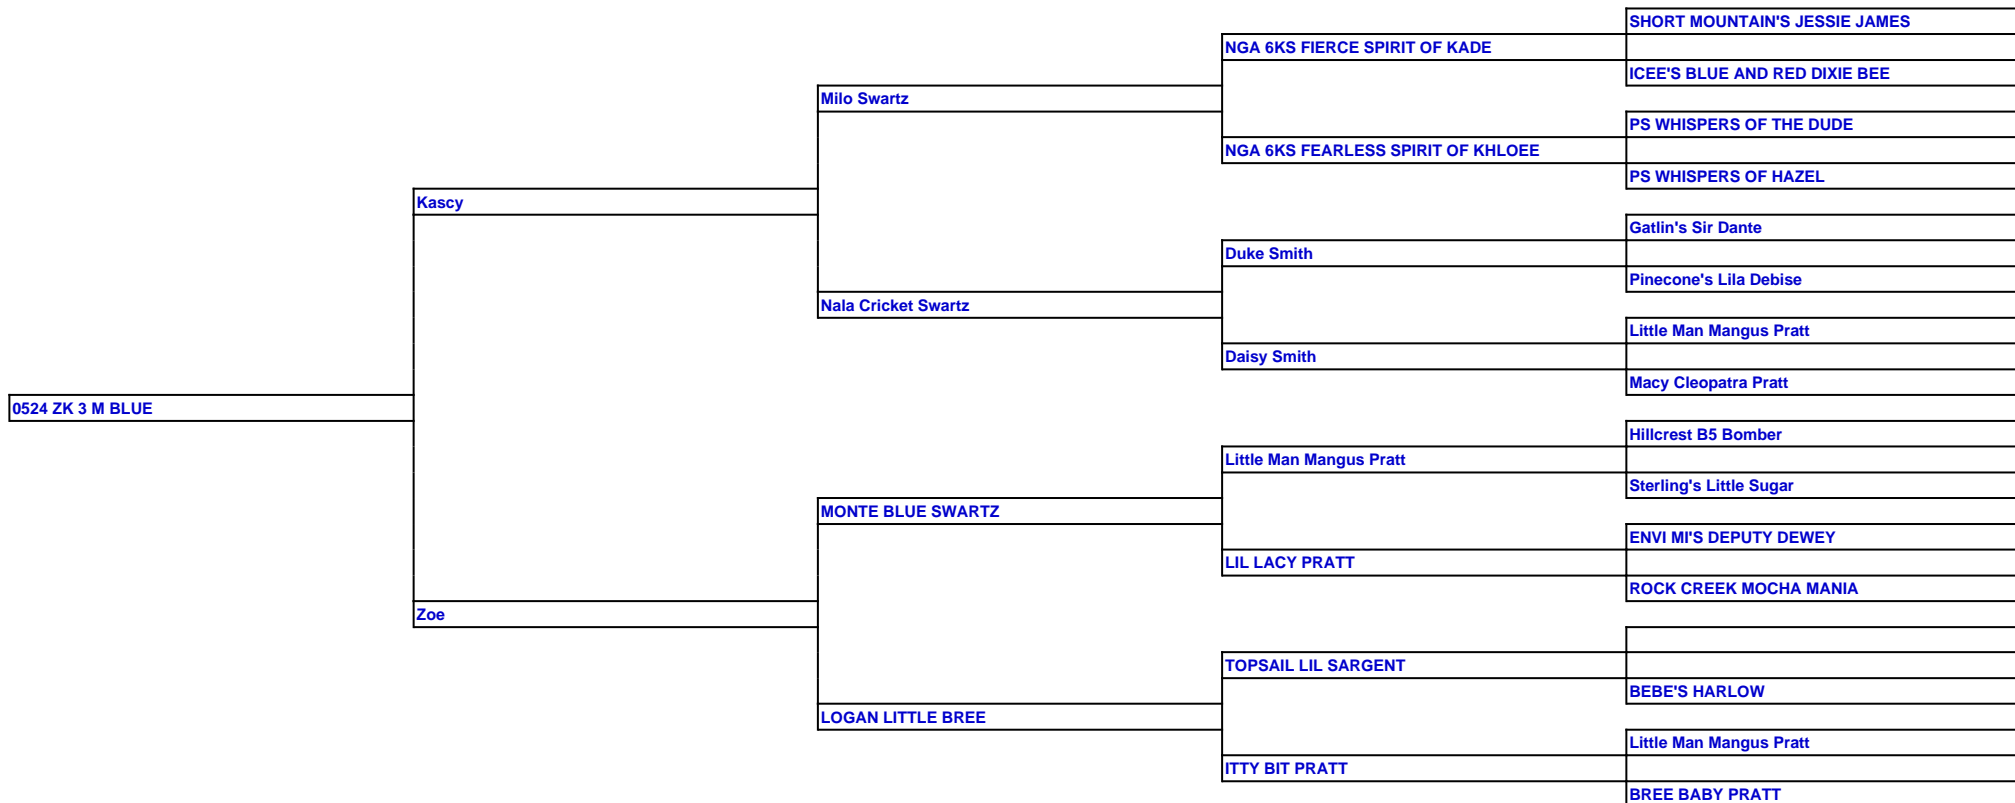 SHORT MOUNTAIN'S JESSIE JAMES
NGA 6KS FIERCE SPIRIT OF KADE
ICEE'S BLUE AND RED DIXIE BEE
Milo Swartz
PS WHISPERS OF THE DUDE
NGA 6KS FEARLESS SPIRIT OF KHLOEE
PS WHISPERS OF HAZEL
Kascy
Gatlin's Sir Dante
Duke Smith
Pinecone's Lila Debise
Nala Cricket Swartz
Little Man Mangus Pratt
Daisy Smith
Macy Cleopatra Pratt
0524 ZK 3 M BLUE
Hillcrest B5 Bomber
Little Man Mangus Pratt
Sterling's Little Sugar
MONTE BLUE SWARTZ
ENVI MI'S DEPUTY DEWEY
LIL LACY PRATT
ROCK CREEK MOCHA MANIA
Zoe
TOPSAIL LIL SARGENT
BEBE'S HARLOW
LOGAN LITTLE BREE
Little Man Mangus Pratt
ITTY BIT PRATT
BREE BABY PRATT